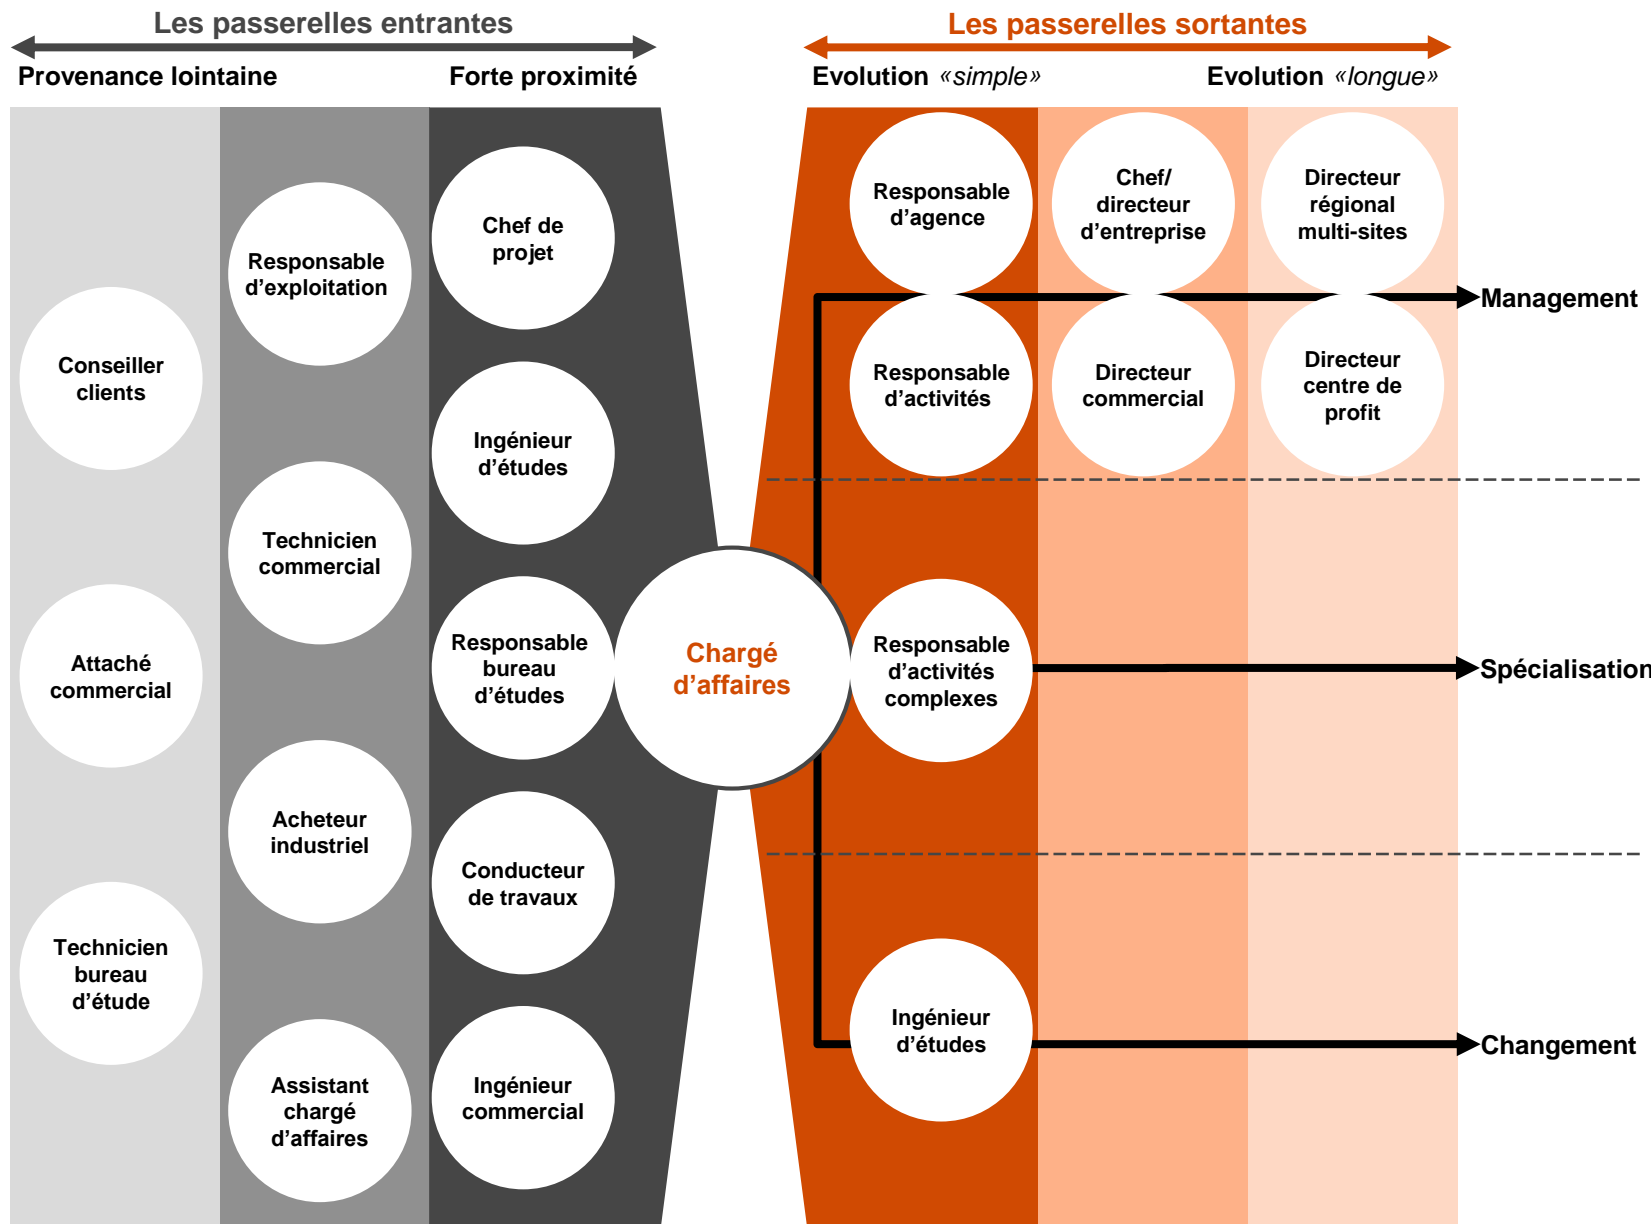 Les passerelles entrantes
Les passerelles sortantes
Provenance lointaine
Forte proximité
Evolution «simple»
Evolution «longue»
Conseiller
clients
Attaché
commercial
Technicien
bureau
d’étude
Responsable
d’exploitation
Technicien
commercial
Acheteur
industriel
Assistant
chargé
d’affaires
Chef de
projet
Ingénieur
d’études
Responsable
bureau
d’études
Conducteur
de travaux
Ingénieur
commercial
Chargé
d’affaires
Responsable
d’agence
Chef/
directeur
d’entreprise
Directeur
régional
multi-sites
Management
Responsable
d’activités
Directeur
commercial
Directeur
centre de
profit
Responsable
d’activités
complexes
Spécialisation
Ingénieur
d’études
Changement